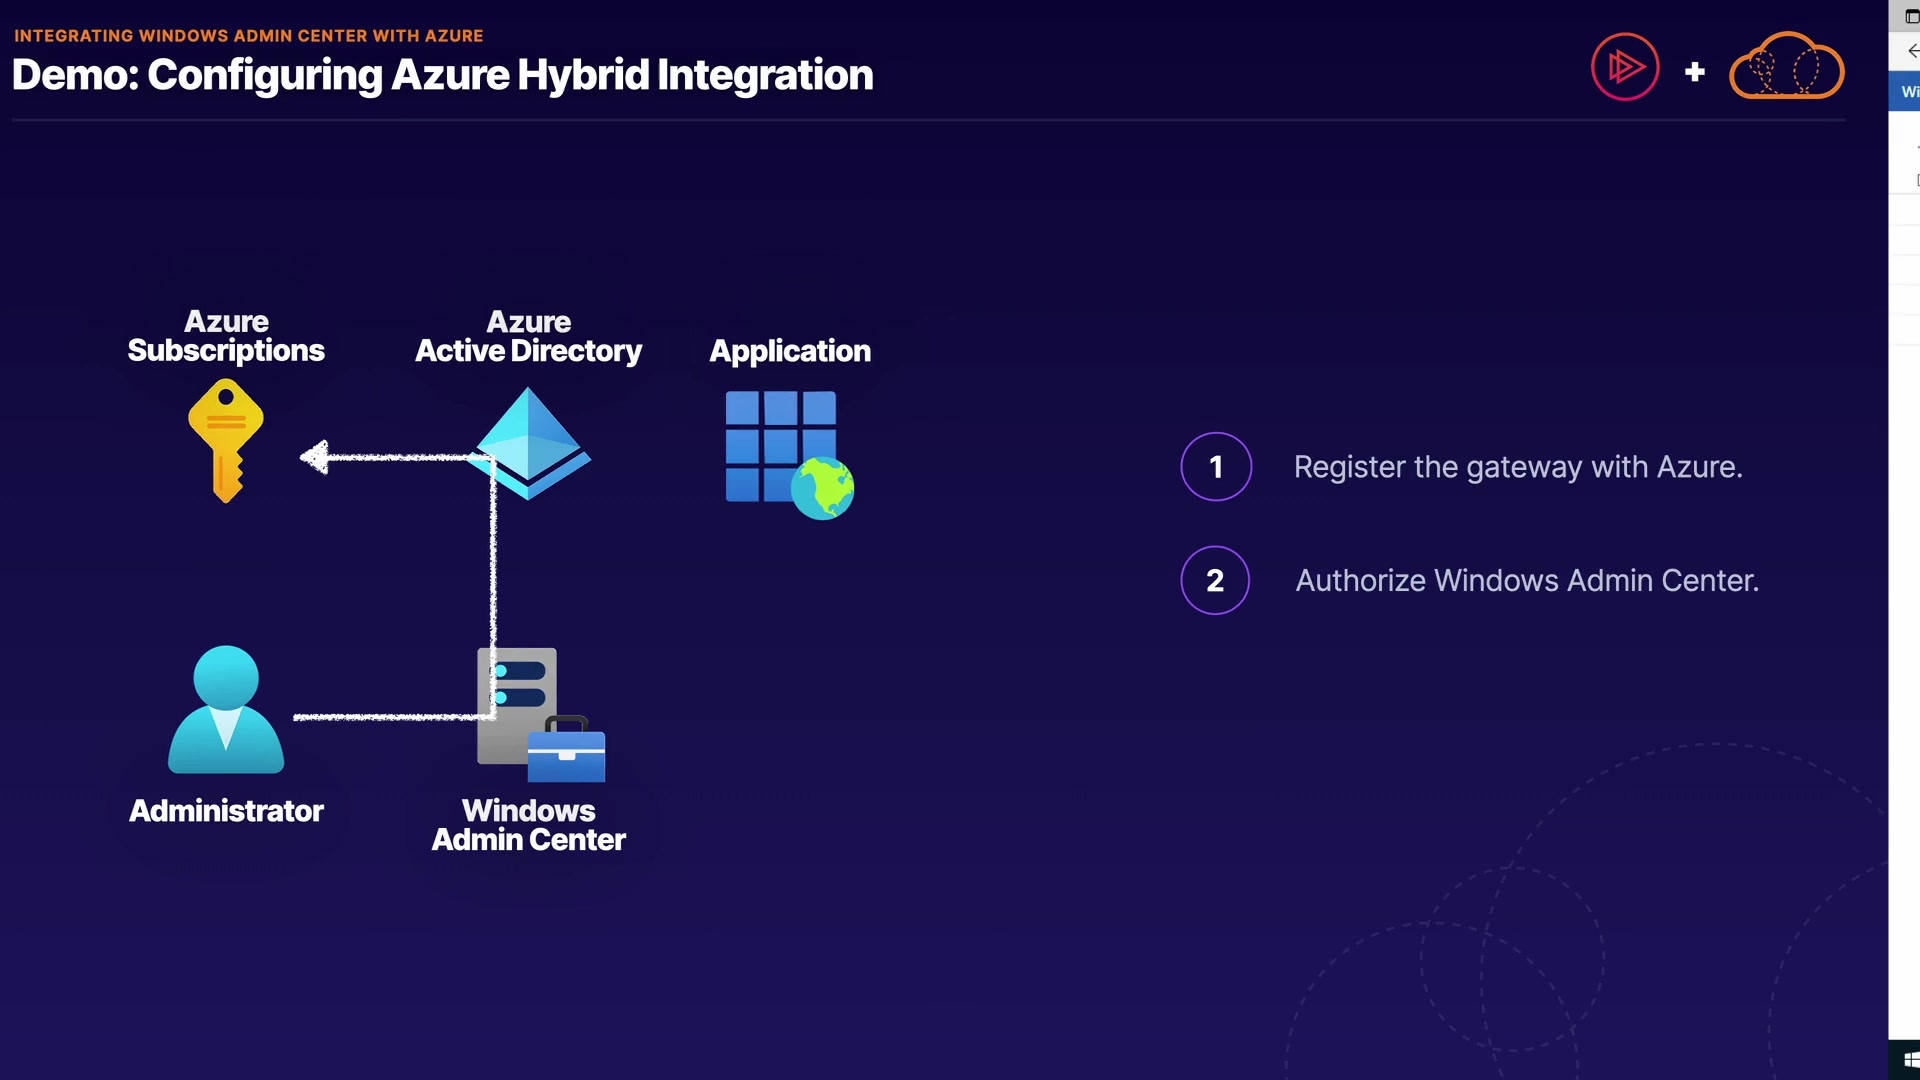 INTEGRATING WINDOWS ADMIN CENTER WITH AZURE
Demo: Configuring Azure Hybrid Integration
Wi
Azure
Subscriptions
Azure
Active Directory
Application
1
Register the gateway with Azure.
2
Authorize Windows Admin Center.
Administrator
Windows
Admin Center